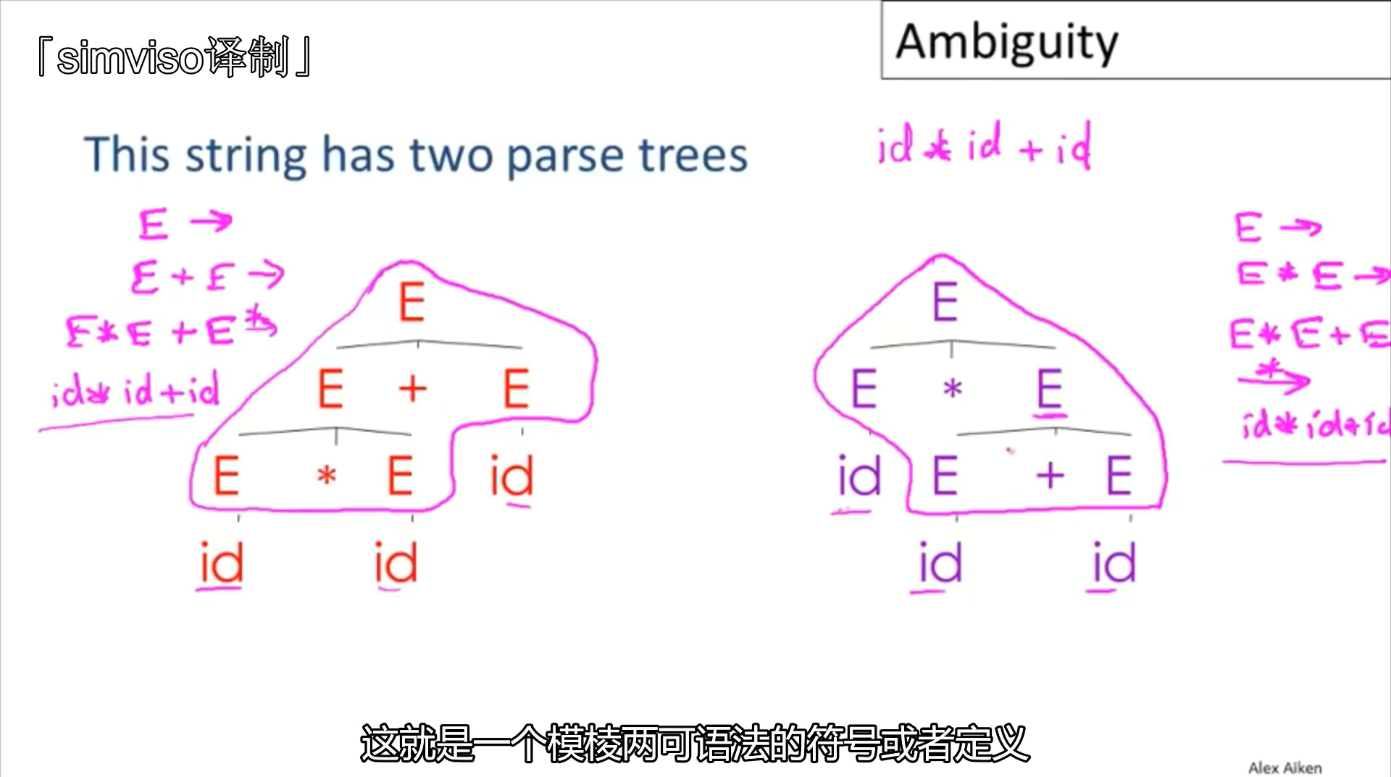 「simviso译制」
Ambiguity
This string has two parse trees
id * id + id
E →
E + E →
E * E + E *→
id * id + id
E
E + E
E * E id
id id
E
E * E
id E + E
id id
E →
E * E →
E * E + E
*→
id * id + id
这就是一个模棱两可语法的符号或者定义
Alex Aiken